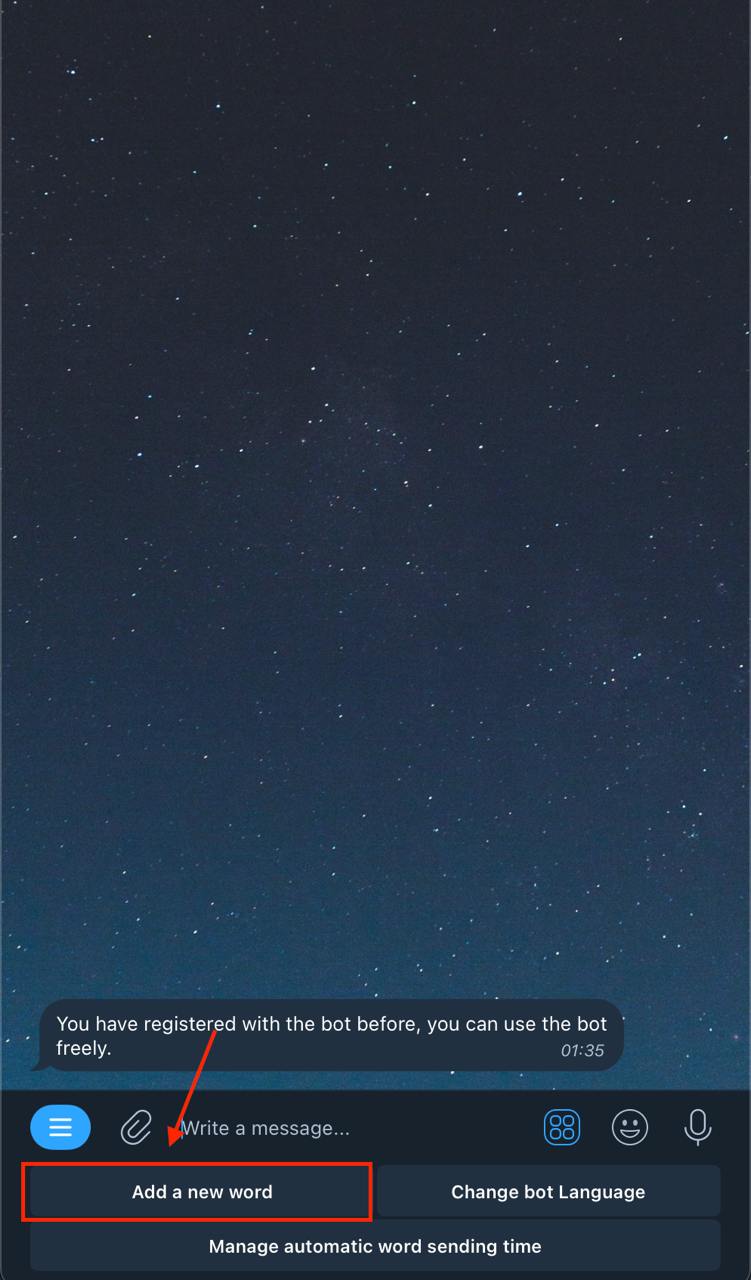 You have registered with the bot before, you can use the bot
freely.
01:35
Write a message...
Add a new word
Change bot Language
Manage automatic word sending time